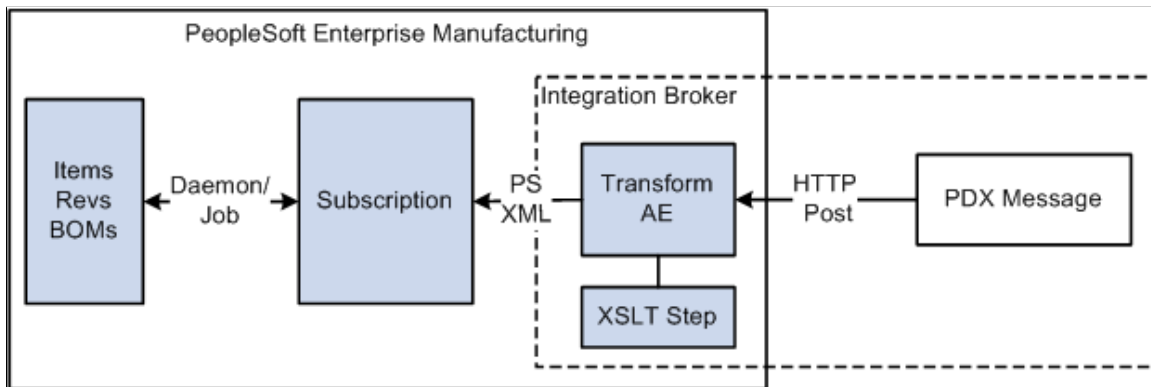 PeopleSoft Enterprise Manufacturing
Integration Broker
Items
Revs
BOMs
Daemon/
Job
Subscription
PS
XML
Transform
AE
HTTP
Post
PDX Message
XSLT Step